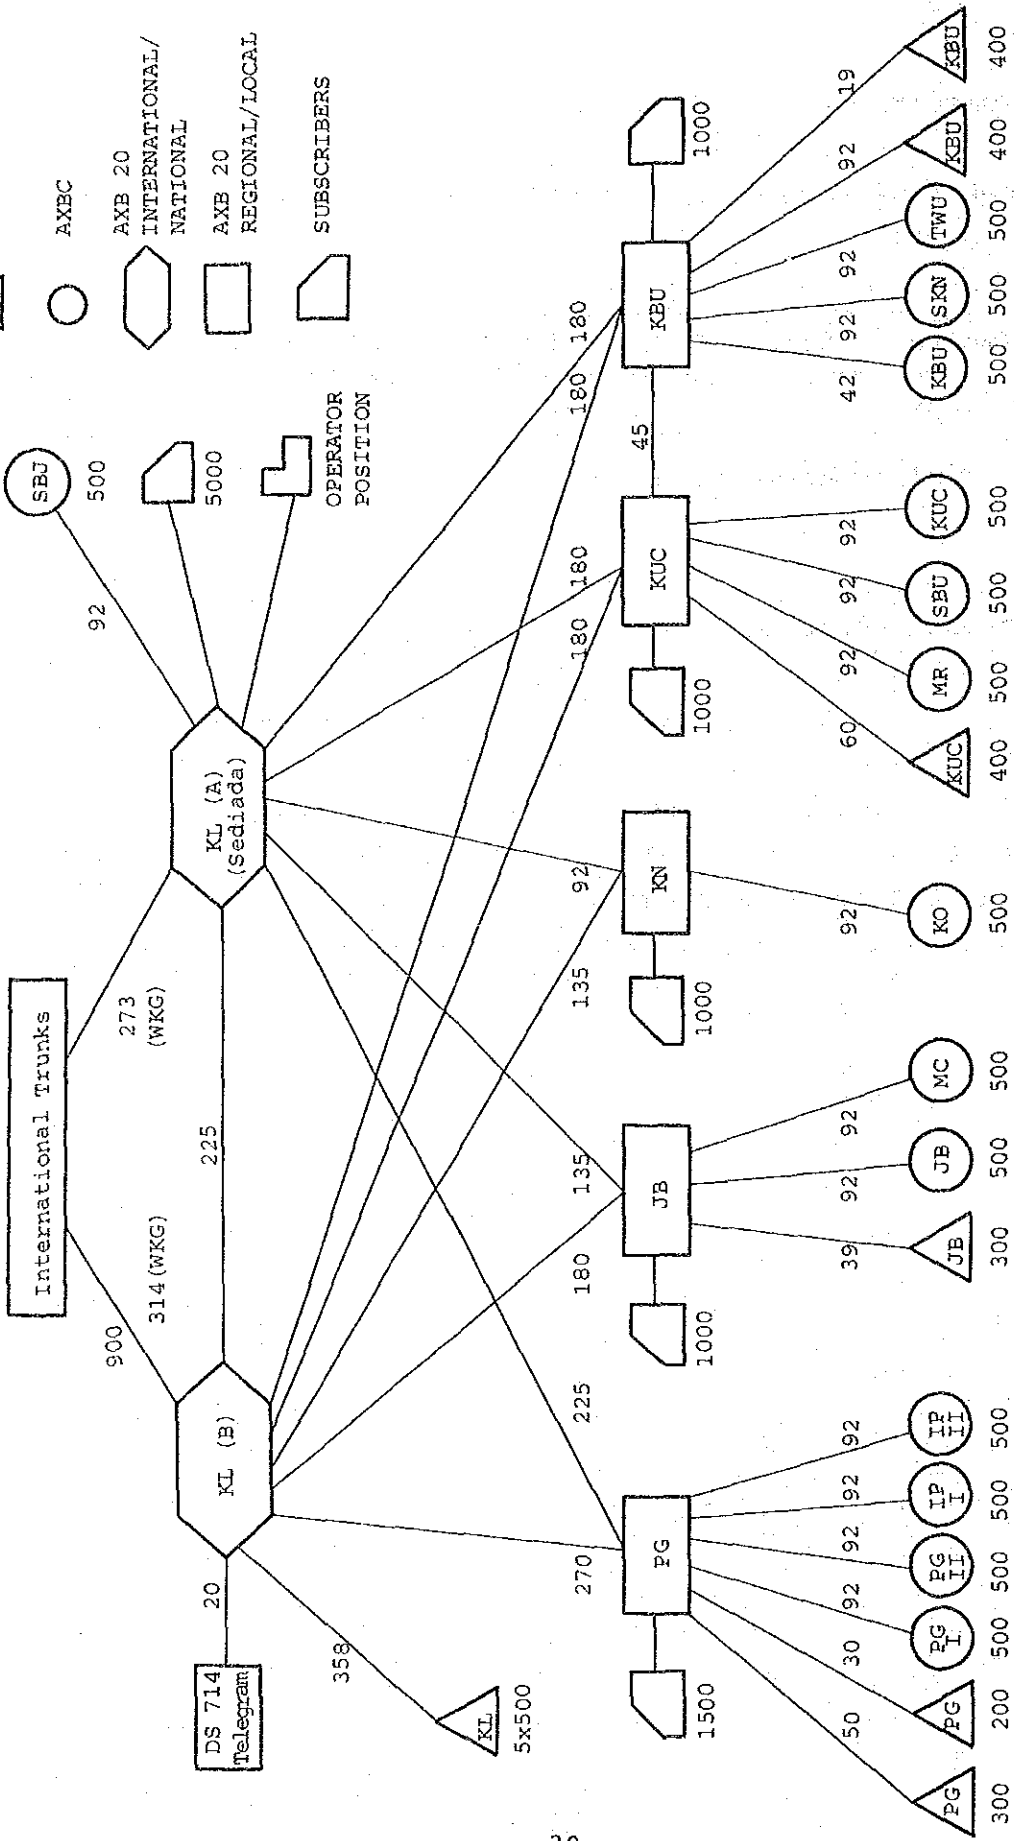 International Trunks
900
314(WKG)
273
(WKG)
225
KL (B)
KL (A)
(Sediada)
20
DS 714
Telegram
358
KL
5x500
92
SBJ
500
5000
OPERATOR
POSITION
AXBC
AXB 20
INTERNATIONAL/
NATIONAL
AXB 20
REGIONAL/LOCAL
SUBSCRIBERS
270
225
180
135
135
92
180
180
180
180
PG
JB
KN
KUC
45
KBU
1500
1000
1000
1000
1000
50
30
92
92
92
92
39
92
92
92
60
92
92
92
42
92
92
92
19
PG
PG
PG
I
PG
II
IP
I
IP
II
JB
JB
MC
KO
KUC
MR
SBU
KUC
KBU
SKN
TWU
KBU
KBU
300
200
500
500
500
500
300
500
500
500
400
500
500
500
500
500
500
400
400